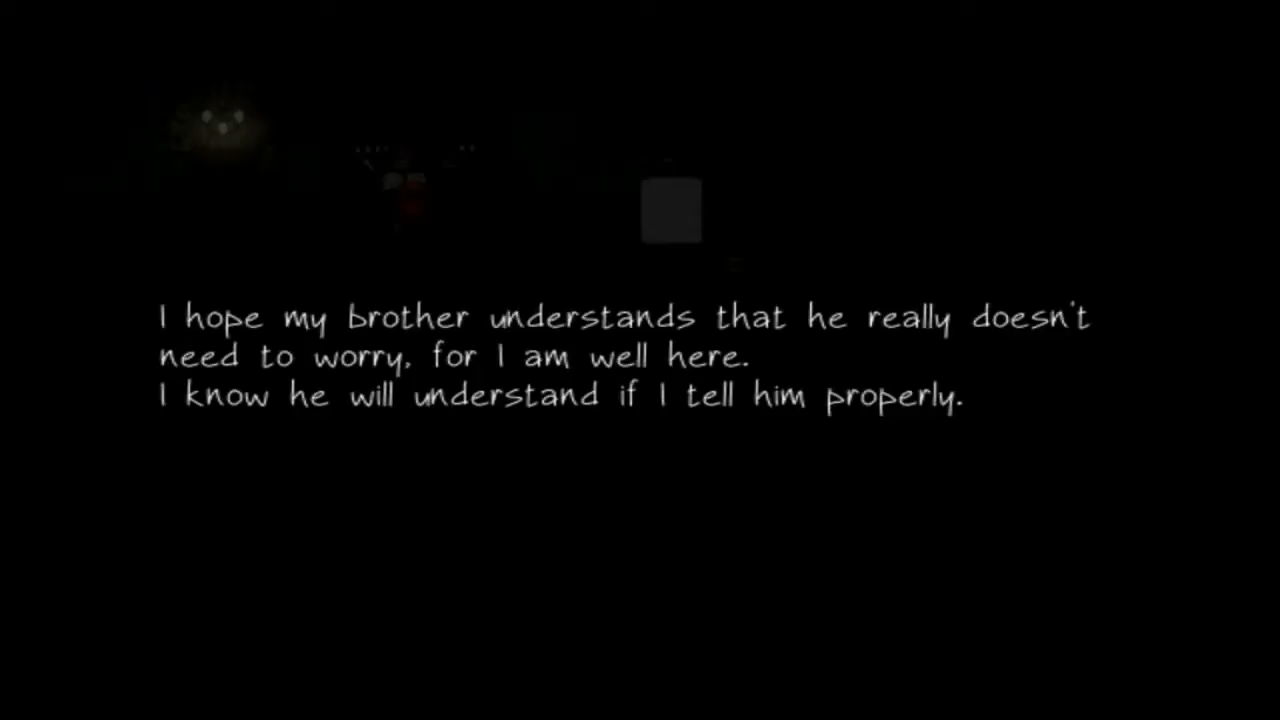 I hope my brother understands that he really doesn't
need to worry, for I am well here.
I know he will understand if I tell him properly.